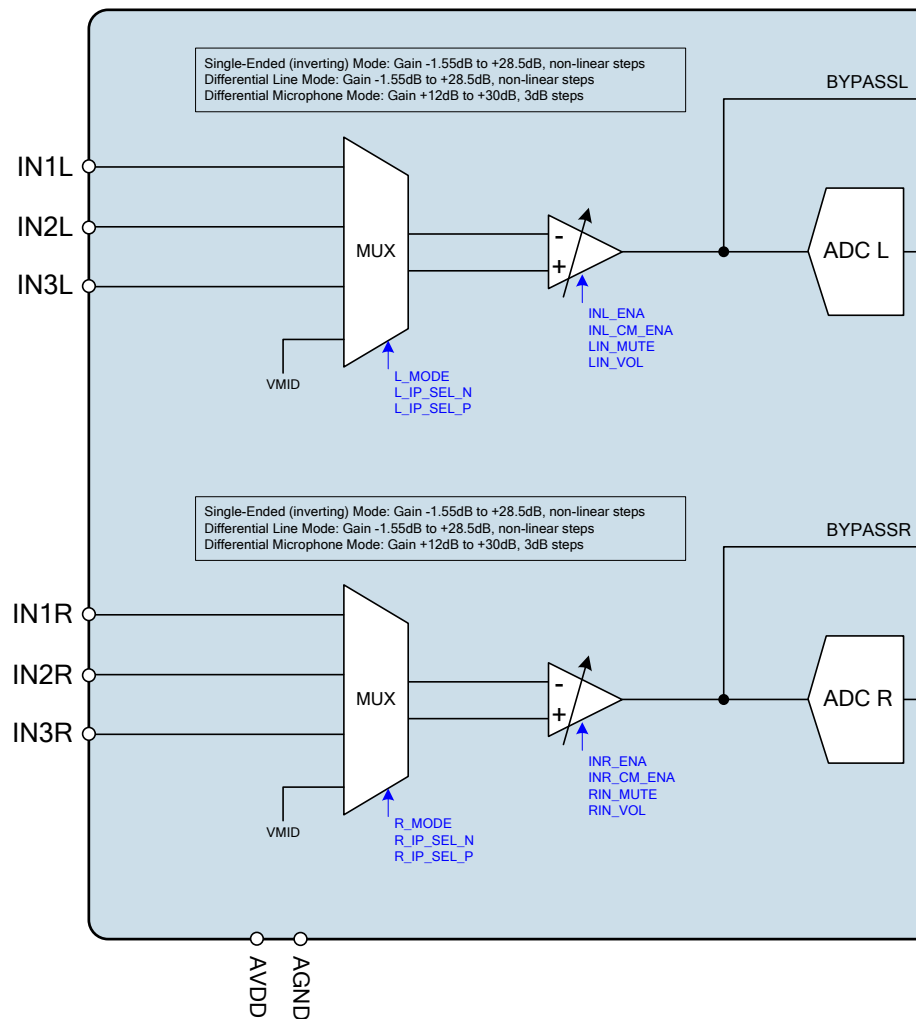 Single-Ended (inverting) Mode: Gain -1.55dB to +28.5dB, non-linear steps
Differential Line Mode: Gain -1.55dB to +28.5dB, non-linear steps
Differential Microphone Mode: Gain +12dB to +30dB, 3dB steps
BYPASSL
IN1L
IN2L
IN3L
MUX
-
+
ADC L
VMID
L_MODE
L_IP_SEL_N
L_IP_SEL_P
INL_ENA
INL_CM_ENA
LIN_MUTE
LIN_VOL
Single-Ended (inverting) Mode: Gain -1.55dB to +28.5dB, non-linear steps
Differential Line Mode: Gain -1.55dB to +28.5dB, non-linear steps
Differential Microphone Mode: Gain +12dB to +30dB, 3dB steps
BYPASSR
IN1R
IN2R
IN3R
MUX
-
+
ADC R
VMID
R_MODE
R_IP_SEL_N
R_IP_SEL_P
INR_ENA
INR_CM_ENA
RIN_MUTE
RIN_VOL
AVDD
AGND